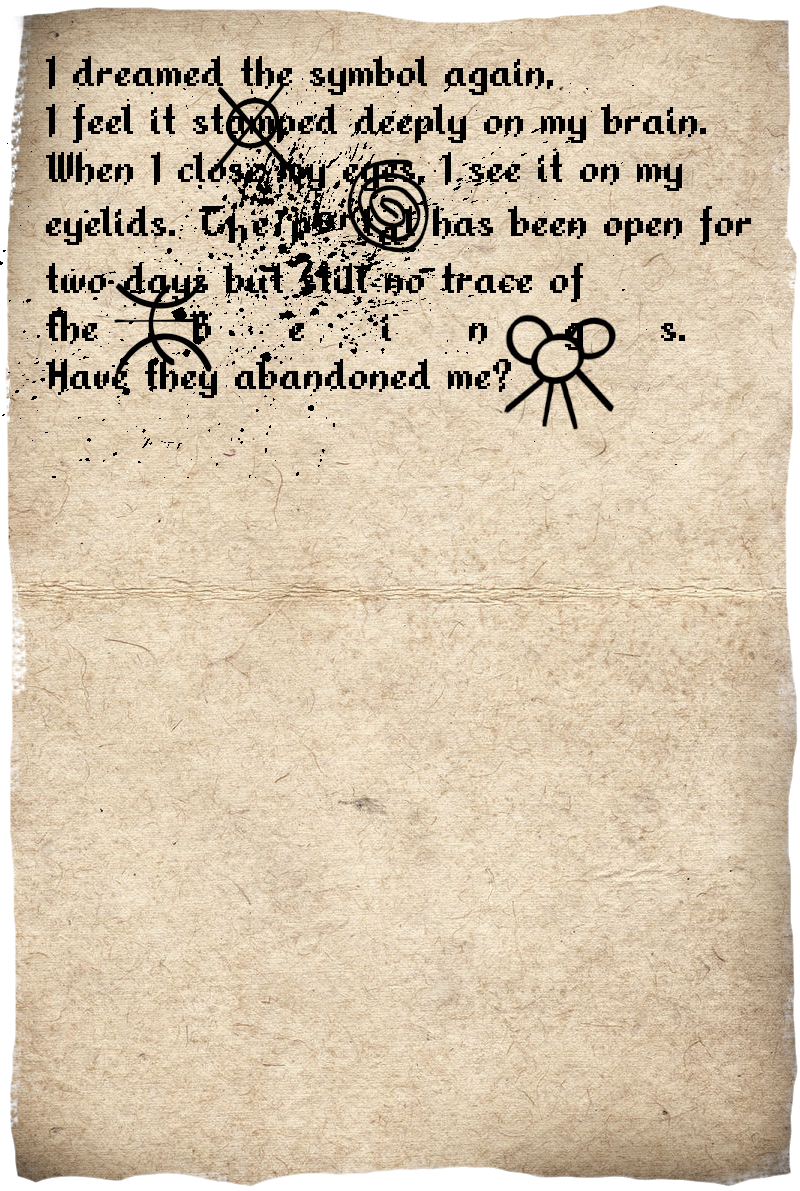 I dreamed the symbol again,
I feel it stamped deeply on my brain.
When I close my eyes, I see it on my
eyelids. The portal has been open for
two days but still no trace of
the B e i n g s.
Have they abandoned me?